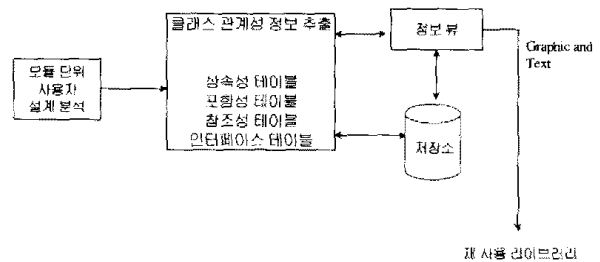 클래스 관계성 정보 추출
상속성 테이블
포함성 테이블
참조성 테이블
인터페이스 테이블
모듈 단위
사용자
설계 분석
정보 뷰
저장소
Graphic and
Text
재 사용 라이브러리